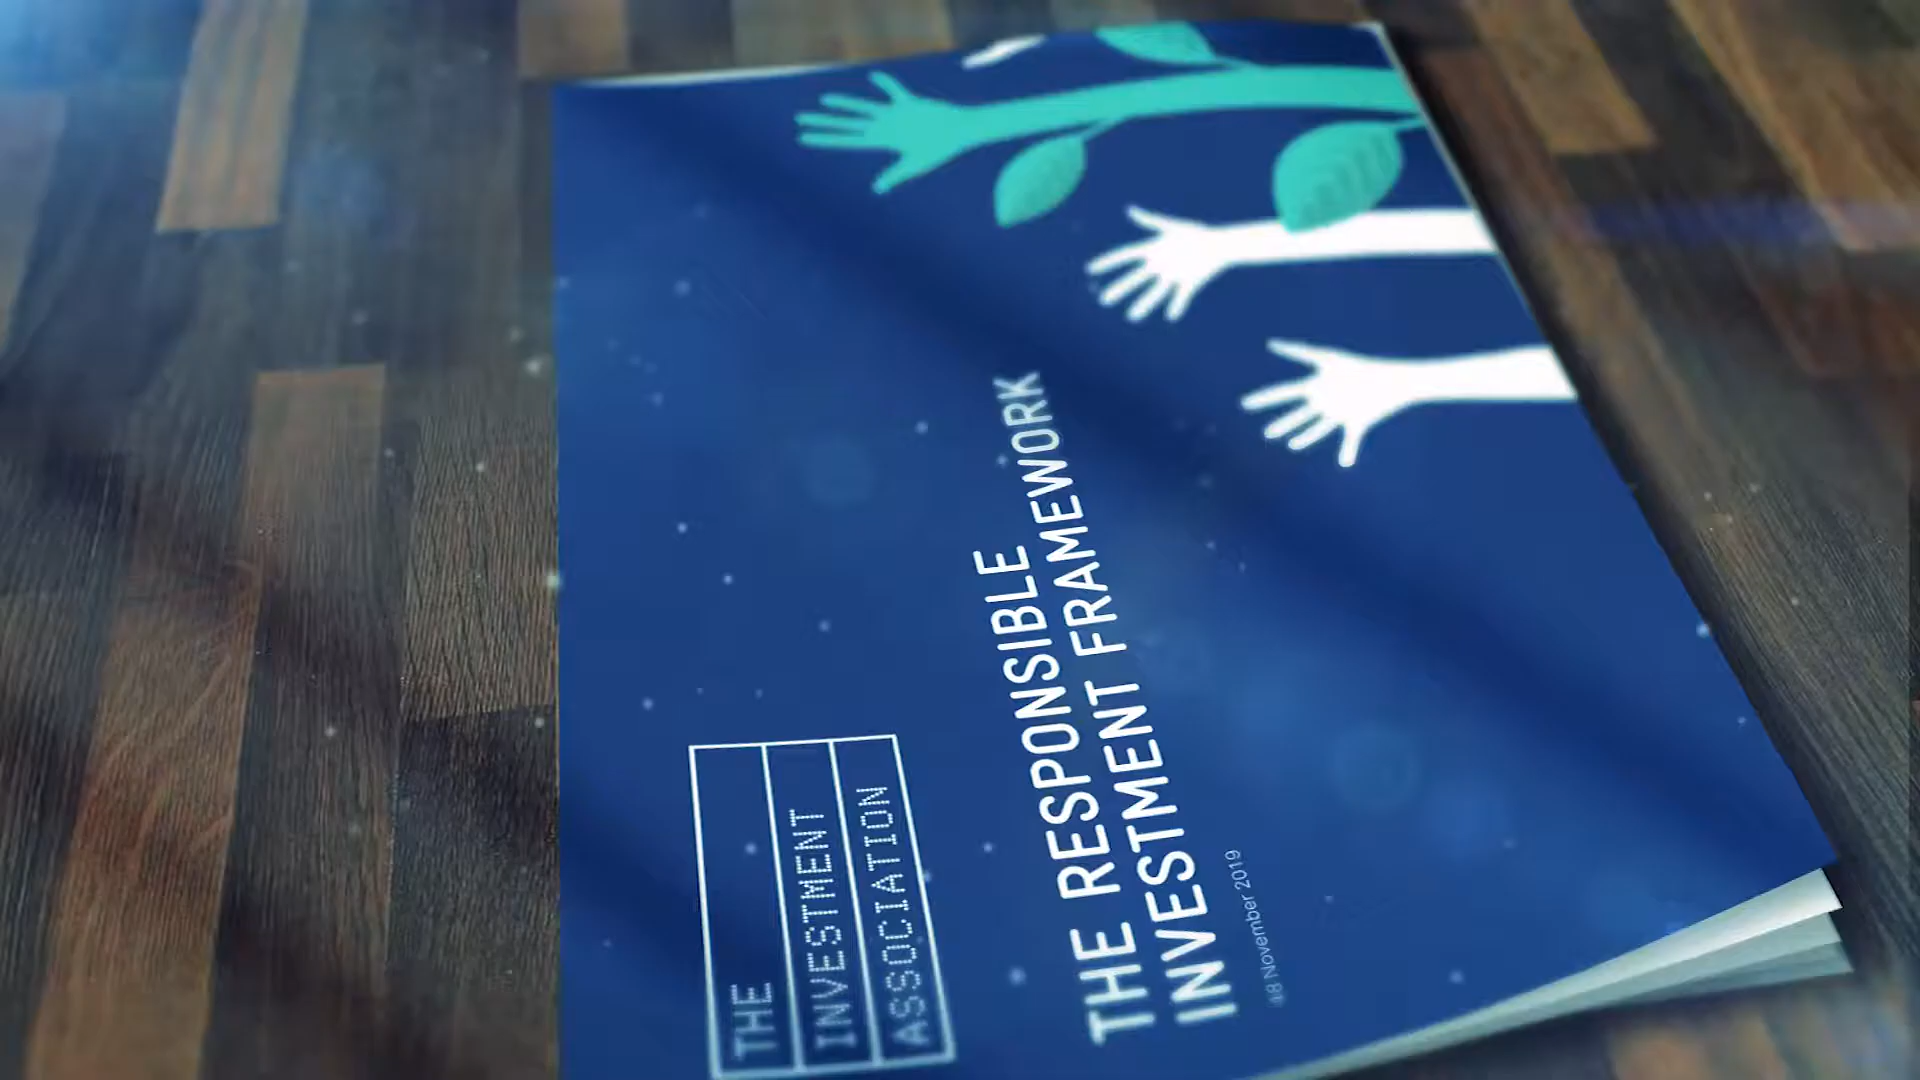 THE
INVESTMENT
ASSOCIATION
THE RESPONSIBLE
INVESTMENT FRAMEWORK
18 November 2019